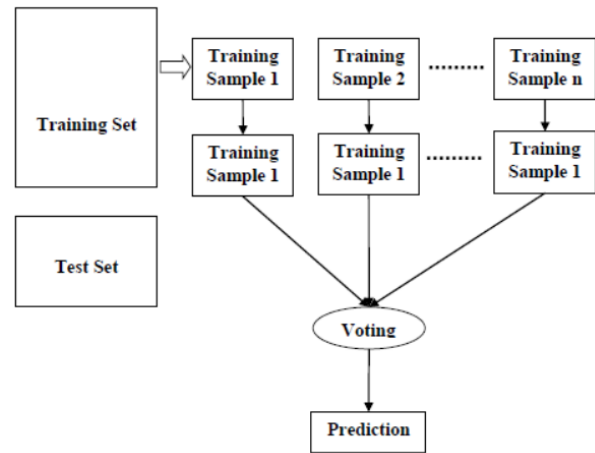 Training Set
Training
Sample 1
Training
Sample 2
.........
Training
Sample n
Training
Sample 1
Training
Sample 1
.........
Training
Sample 1
Test Set
Voting
Prediction